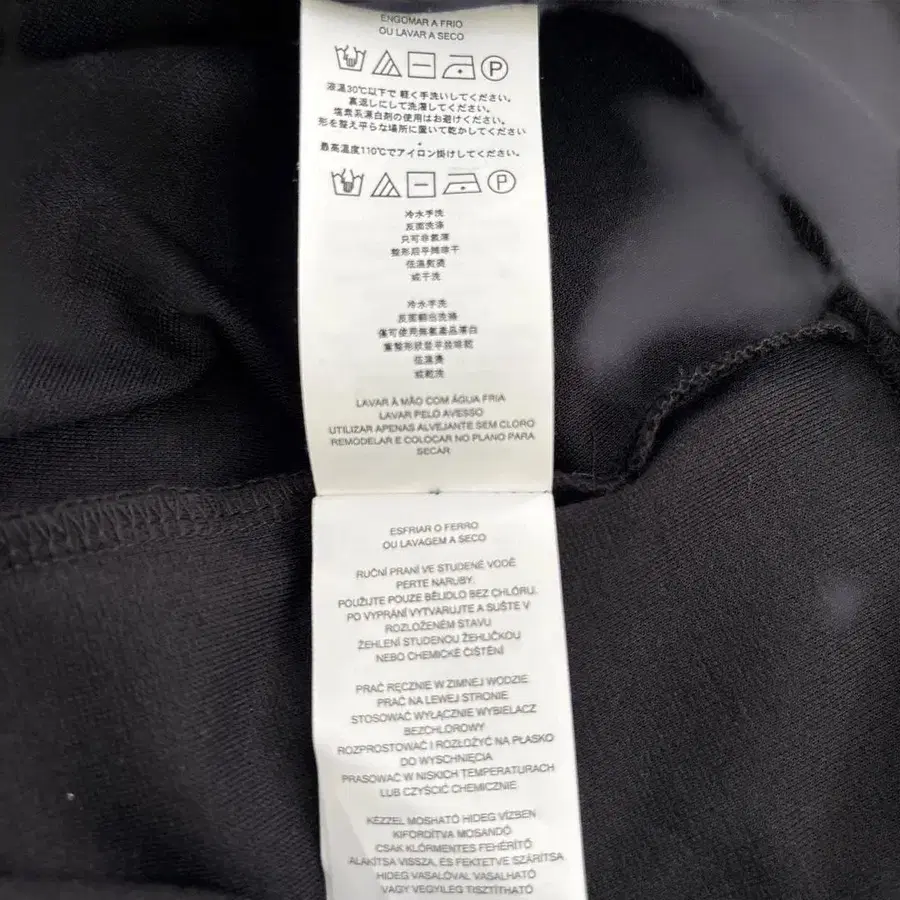 ENGOMAR A FRIO
OU LAVAR A SECO
P
液温30℃以下で 軽く手洗いしてください。
裏返しにして洗濯してください。
塩素系漂白剤の使用はお避けください。
形を整え平らな場所に置いて乾かしてください
最高温度110℃でアイロン掛けしてください。
P
冷水手洗
反面洗涤
只可非氯漂
整形后平摊晾干
低温熨烫
或干洗
冷水手洗
反面翻出洗滌
僅可使用無氯產品漂白
重整形狀並平放晾乾
低溫燙
或乾洗
LAVAR À MÃO COM ÁGUA FRIA
LAVAR PELO AVESSO
UTILIZAR APENAS ALVEJANTE SEM CLORO
REMODELAR E COLOCAR NO PLANO PARA
SECAR
ESFRIAR O FERRO
OU LAVAGEM A SECO
RUČNÍ PRANÍ VE STUDENÉ VODĚ
PERTE NARUBY.
POUŽIJTE POUZE BĚLIDLO BEZ CHLÓRU.
PO VYPRÁNÍ VYTVARUJTE A SUŠTE V
ROZLOŽENÉM STAVU
ŽEHLENÍ STUDENOU ŽEHLIČKOU
NEBO CHEMICKÉ ČIŠTĚNÍ
PRAĆ RĘCZNIE W ZIMNEJ WODZIE
PRAĆ NA LEWEJ STRONIE
STOSOWAĆ WYŁĄCZNIE WYBIELACZ
BEZCHLOROWY
ROZPROSTOWAĆ I ROZŁOŻYĆ NA PŁASKO
DO WYSCHNIĘCIA
PRASOWAĆ W NISKICH TEMPERATURACH
LUB CZYŚCIĆ CHEMICZNIE
KÉZZEL MOSHATÓ HIDEG VÍZBEN
KIFORDÍTVA MOSANDÓ
CSAK KLÓRMENTES FEHÉRÍTŐ
ALAKÍTSA VISSZA, ÉS FEKTETVE SZÁRÍTSA
HIDEG VASALÓVAL VASALHATÓ
VAGY VEGYILEG TISZTÍTHATÓ